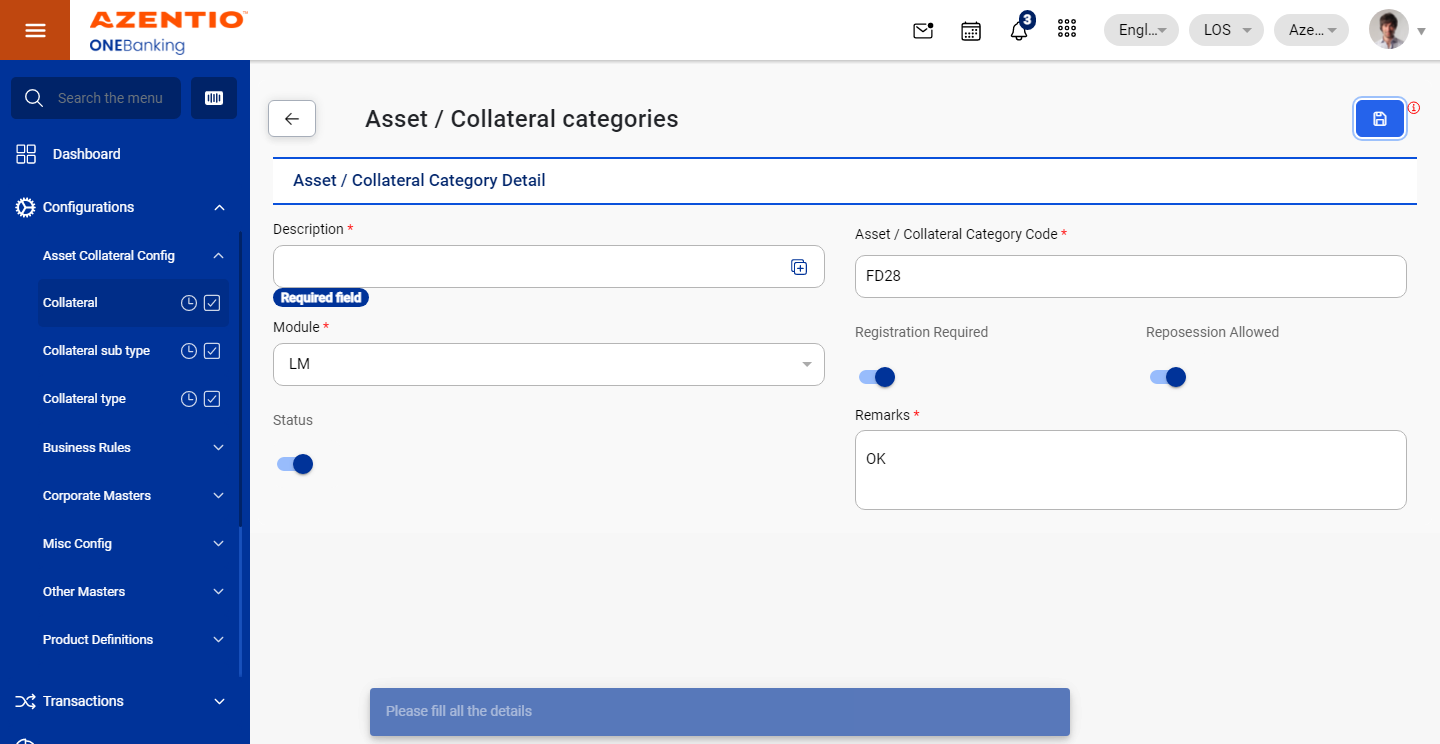 AZENTIO™
ONEBanking
3
Engl...
LOS
Aze...
Search the menu
Dashboard
Configurations
Asset Collateral Config
Collateral
Collateral sub type
Collateral type
Business Rules
Corporate Masters
Misc Config
Other Masters
Product Definitions
Transactions
Asset / Collateral categories
Asset / Collateral Category Detail
Description *
Required field
Asset / Collateral Category Code *
FD28
Module *
LM
Registration Required
Reposession Allowed
Status
Remarks *
OK
Please fill all the details